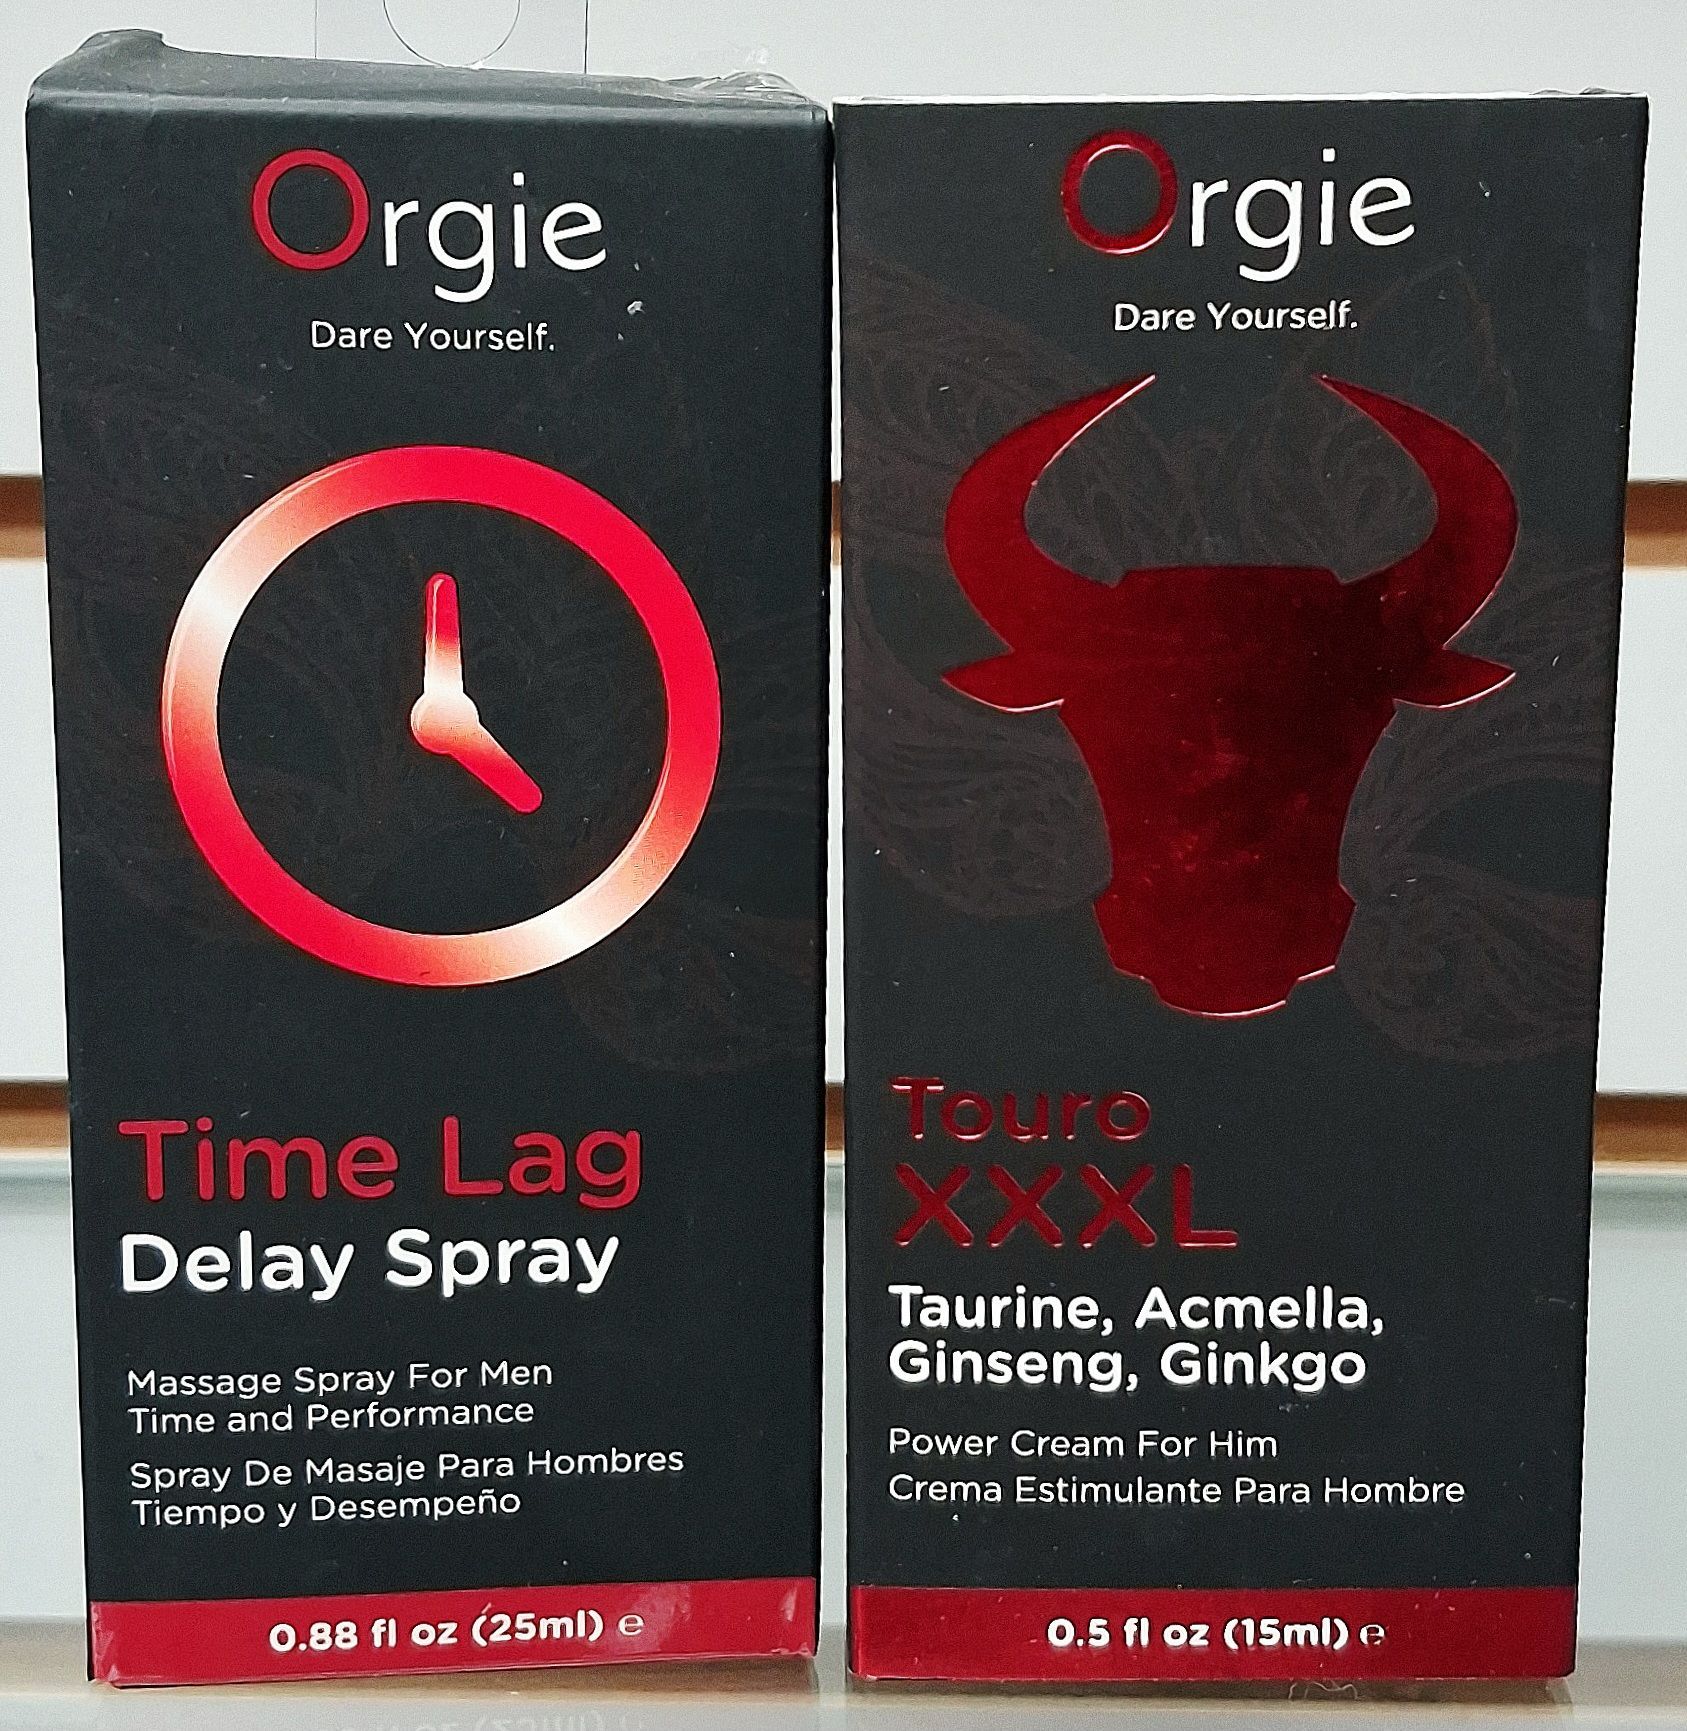 Orgie
Dare Yourself.
Time Lag
Delay Spray
Massage Spray For Men
Time and Performance
Spray De Masaje Para Hombres
Tiempo y Desempeño
0.88 fl oz (25ml) ℮
Orgie
Dare Yourself.
Touro
XXXL
Taurine, Acmella,
Ginseng, Ginkgo
Power Cream For Him
Crema Estimulante Para Hombre
0.5 fl oz (15ml) ℮